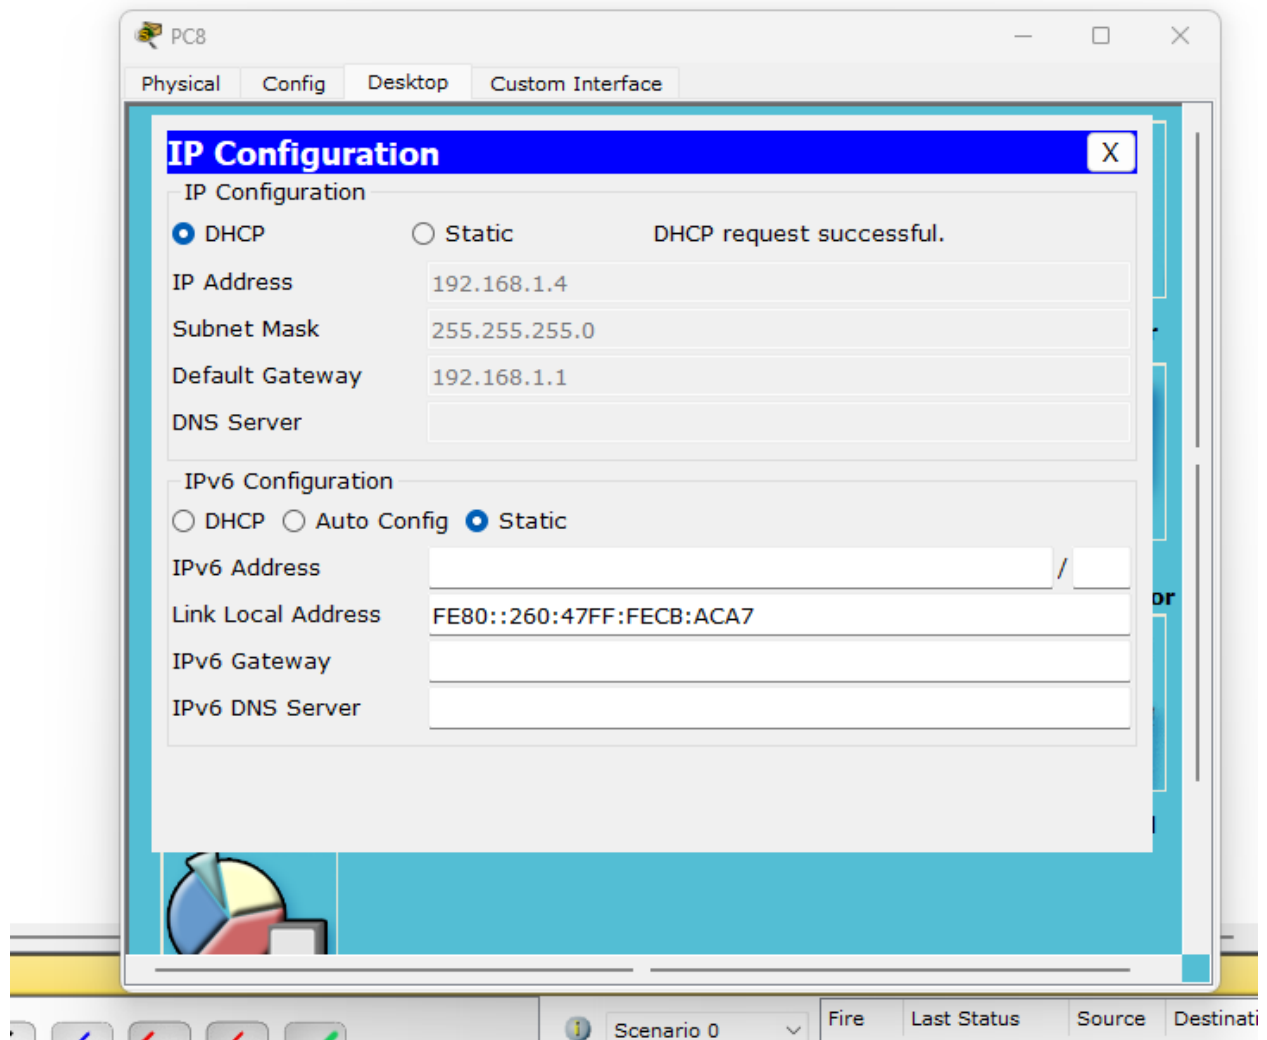 PC8
Physical Config Desktop Custom Interface
IP Configuration X
IP Configuration
DHCP Static DHCP request successful.
IP Address 192.168.1.4
Subnet Mask 255.255.255.0
Default Gateway 192.168.1.1
DNS Server
IPv6 Configuration
DHCP Auto Config Static
IPv6 Address /
or
Link Local Address FE80::260:47FF:FECB:ACA7
IPv6 Gateway
IPv6 DNS Server
Scenario 0 Fire Last Status Source Destinati